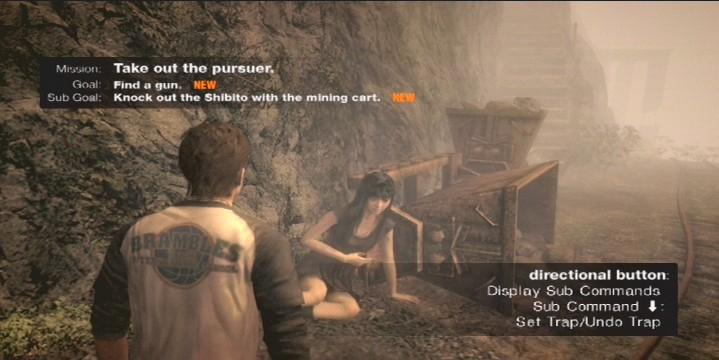 Mission: Take out the pursuer.
Goal: Find a gun. NEW
Sub Goal: Knock out the Shibito with the mining cart. NEW
BRAMBLES
directional button:
Display Sub Commands
Sub Command ⬇:
Set Trap/Undo Trap